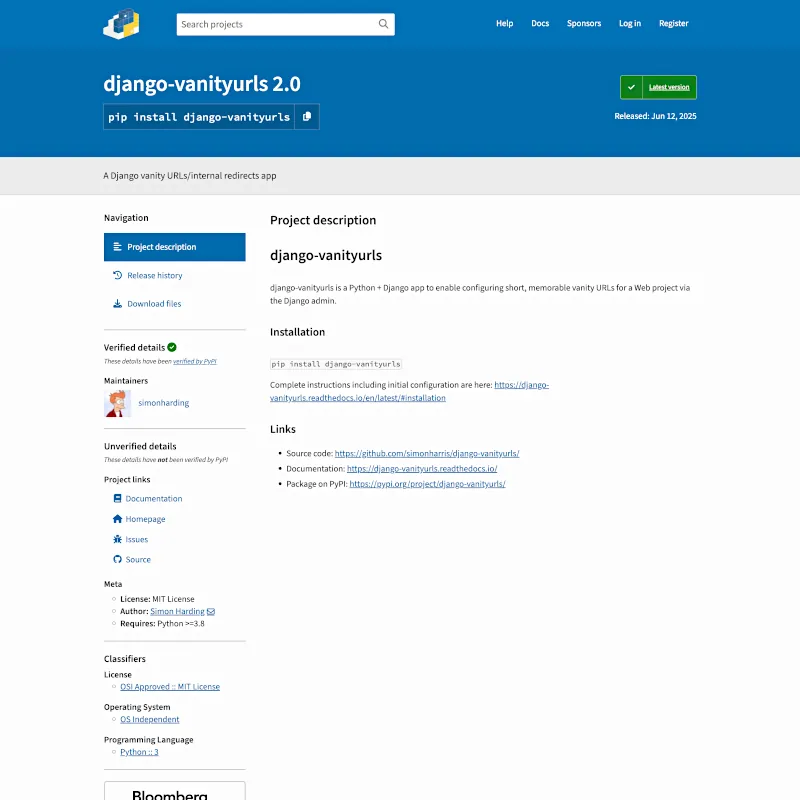 Search projects
Help
Docs
Sponsors
Log in
Register
django-vanityurls 2.0
pip install django-vanityurls
Latest version
Released: Jun 12, 2025
A Django vanity URLs/internal redirects app
Navigation
Project description
Release history
Download files
Verified details
These details have been verified by PyPI
Maintainers
simonharding
Unverified details
These details have not been verified by PyPI
Project links
Documentation
Homepage
Issues
Source
Meta
License: MIT License
Author: Simon Harding
Requires: Python >=3.8
Classifiers
License
OSI Approved :: MIT License
Operating System
OS Independent
Programming Language
Python :: 3
Bloomberg
Project description
django-vanityurls
django-vanityurls is a Python + Django app to enable configuring short, memorable vanity URLs for a Web project via
the Django admin.
Installation
pip install django-vanityurls
Complete instructions including initial configuration are here: https://django-
vanityurls.readthedocs.io/en/latest/#installation
Links
Source code: https://github.com/simonharris/django-vanityurls/
Documentation: https://django-vanityurls.readthedocs.io/
Package on PyPI: https://pypi.org/project/django-vanityurls/